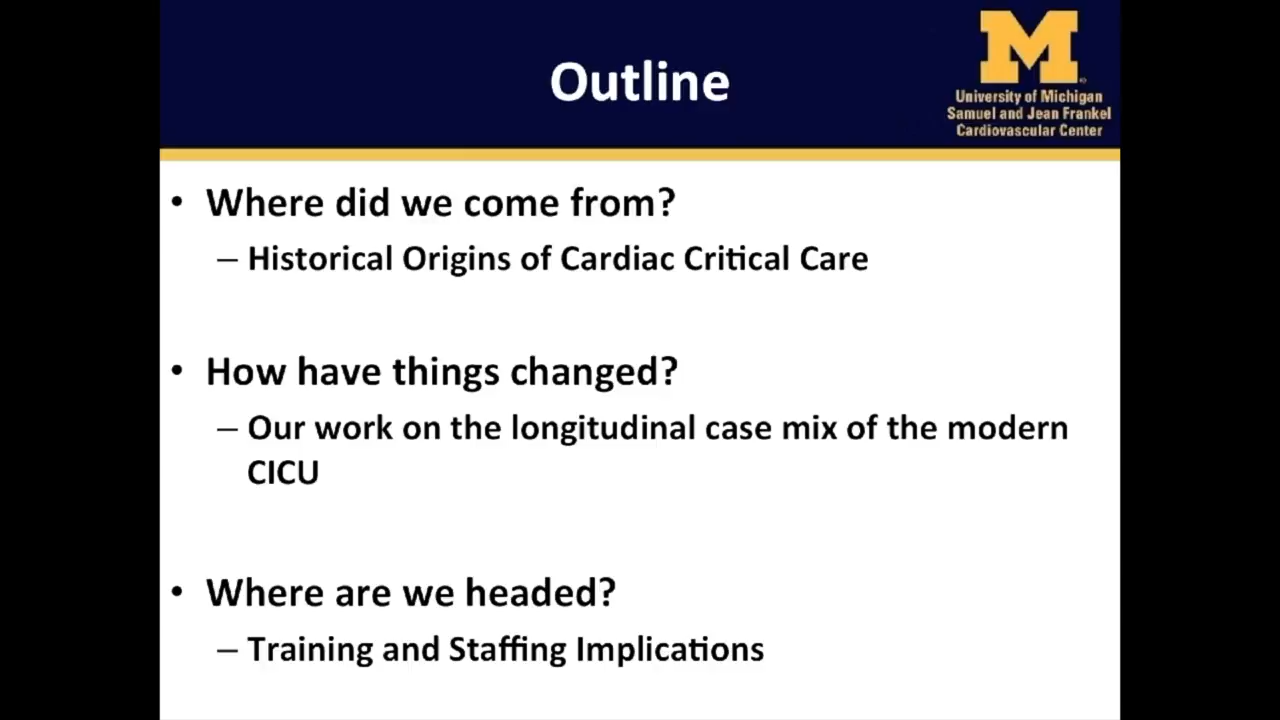 Outline
M
University of Michigan
Samuel and Jean Frankel
Cardiovascular Center
• Where did we come from?
– Historical Origins of Cardiac Critical Care
• How have things changed?
– Our work on the longitudinal case mix of the modern
CICU
• Where are we headed?
– Training and Staffing Implications